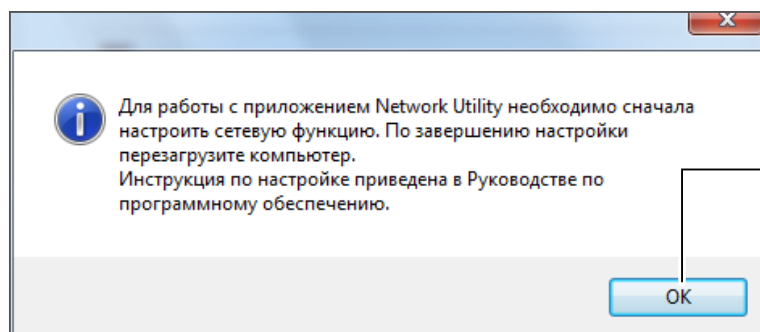 Для работы с приложением Network Utility необходимо сначала
настроить сетевую функцию. По завершению настройки
перезагрузите компьютер.
Инструкция по настройке приведена в Руководстве по
программному обеспечению.
OK